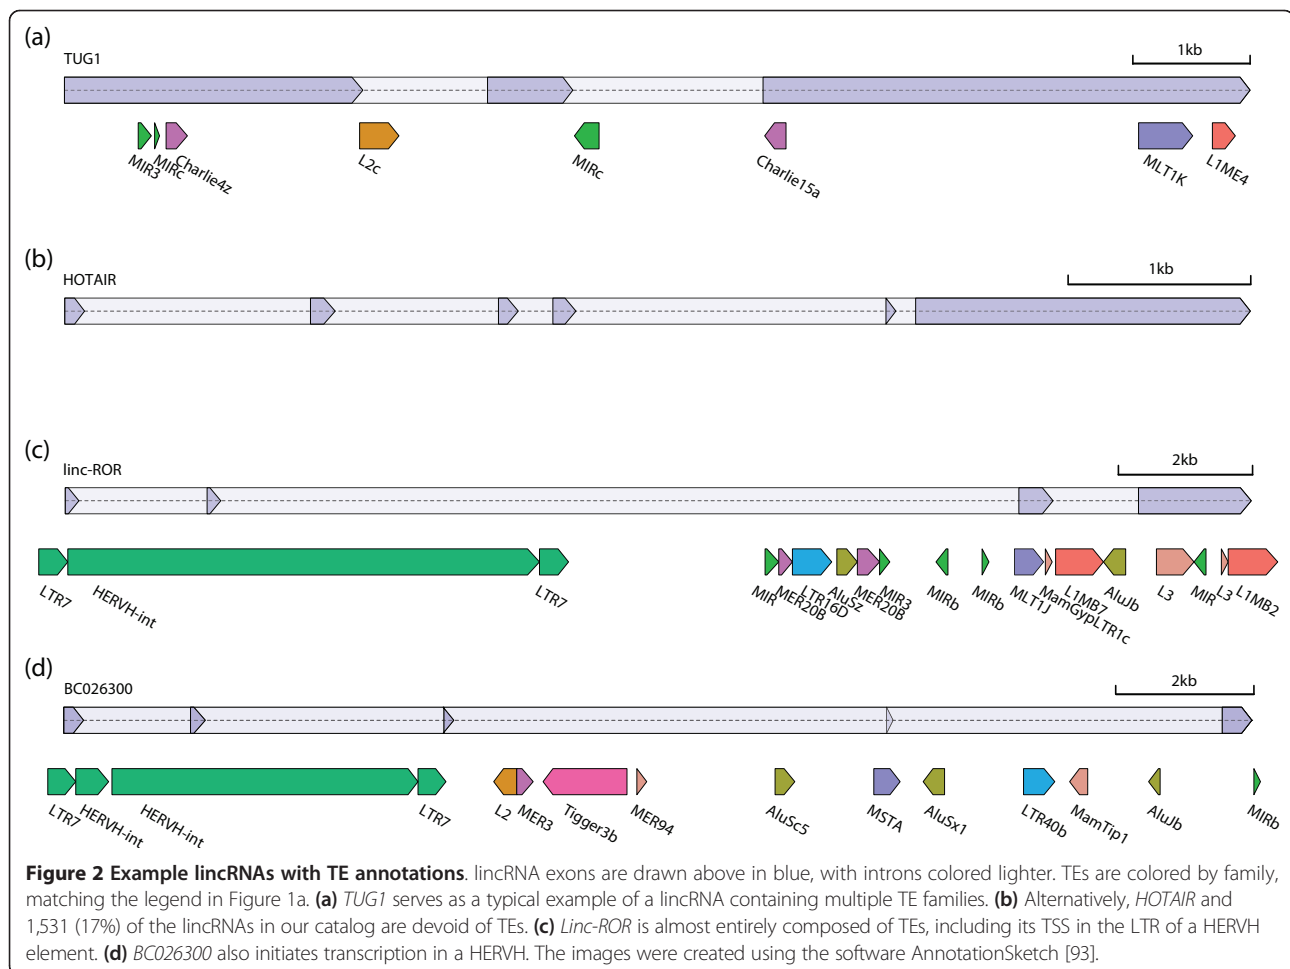 (a)
TUG1
1kb
MIR3 MIRc Charlie4z L2c MIRc Charlie15a MLT1K L1ME4
(b)
HOTAIR
1kb
(c)
linc-ROR
2kb
LTR7 HERVH-int LTR7 MIR MER20B LTR16D AluSz MER20B MIR3 MIRb MIRb MLT1J MamGypLTR1c L1MB7 AluJb L3 MIR L3 L1MB2
(d)
BC026300
2kb
LTR7 HERVH-int HERVH-int LTR7 L2 MER3 Tigger3b MER94 AluSc5 MSTA AluSx1 LTR40b MamTip1 AluJb MIRb
Figure 2 Example lincRNAs with TE annotations. lincRNA exons are drawn above in blue, with introns colored lighter. TEs are colored by family,
matching the legend in Figure 1a. (a) TUG1 serves as a typical example of a lincRNA containing multiple TE families. (b) Alternatively, HOTAIR and
1,531 (17%) of the lincRNAs in our catalog are devoid of TEs. (c) Linc-ROR is almost entirely composed of TEs, including its TSS in the LTR of a HERVH
element. (d) BC026300 also initiates transcription in a HERVH. The images were created using the software AnnotationSketch [93].